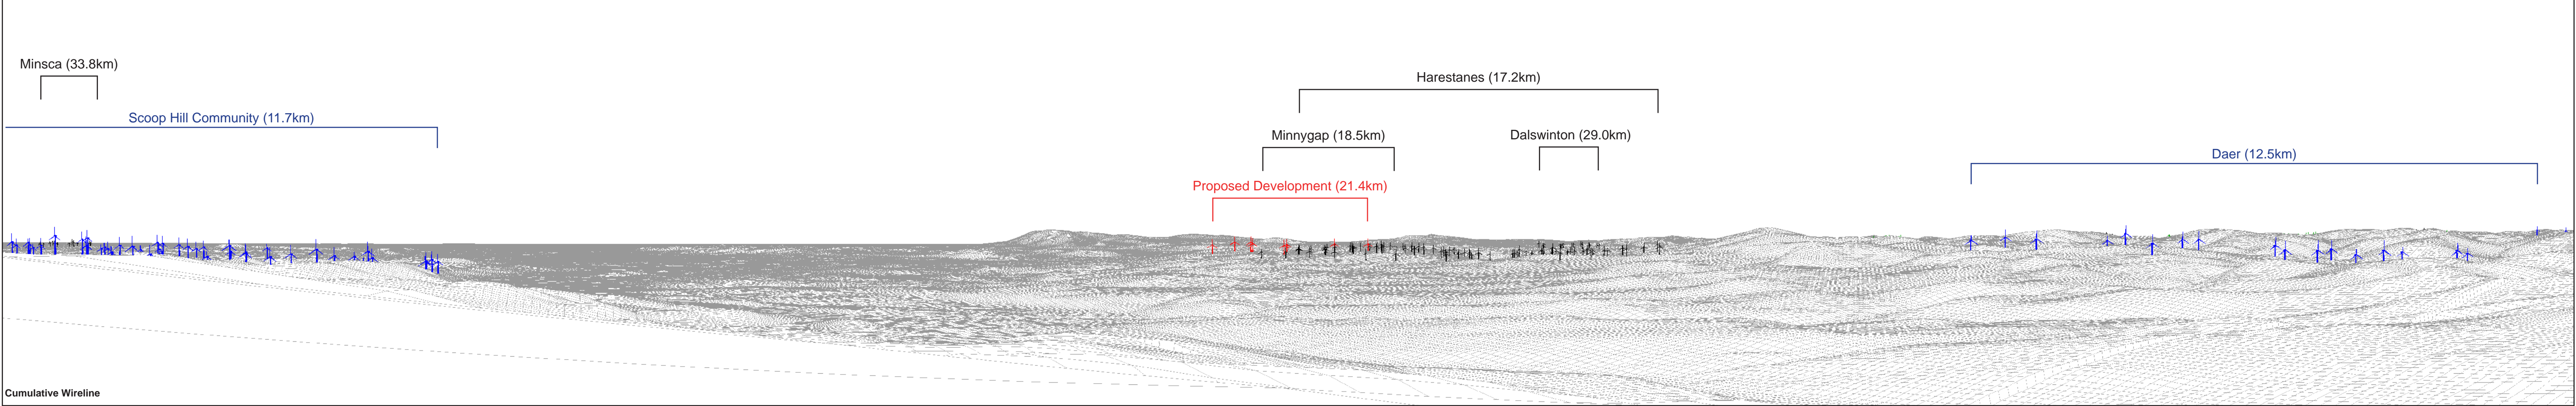 Minsca (33.8km)
Scoop Hill Community (11.7km)
Harestanes (17.2km)
Minnygap (18.5km)
Dalswinton (29.0km)
Proposed Development (21.4km)
Daer (12.5km)
Cumulative Wireline